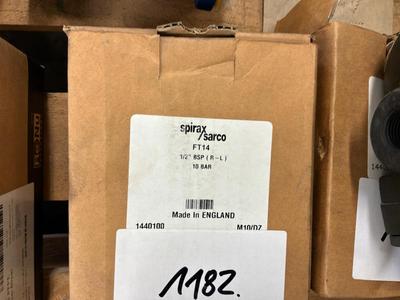 spirax
/sarco
FT14
1/2" BSP (R-L)
10 BAR
Made in ENGLAND
1440100 M10/DZ
1182.